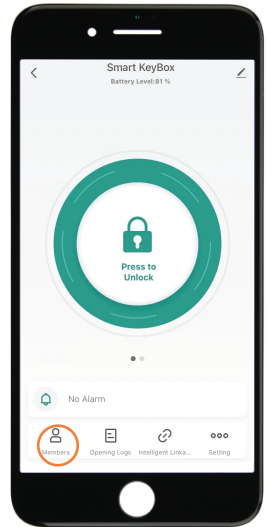 Smart KeyBox
Battery Level:81 %
Press to
Unlock
No Alarm
Members Opening Logs Intelligent Linka... Setting